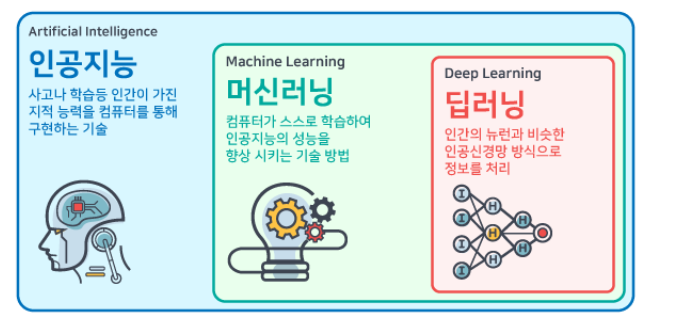 Artificial Intelligence
인공지능
사고나 학습등 인간이 가진
지적 능력을 컴퓨터를 통해
구현하는 기술
Machine Learning
머신러닝
컴퓨터가 스스로 학습하여
인공지능의 성능을
향상 시키는 기술 방법
Deep Learning
딥러닝
인간의 뉴런과 비슷한
인공신경망 방식으로
정보를 처리
I
H
I
H
H
I
H
H
I